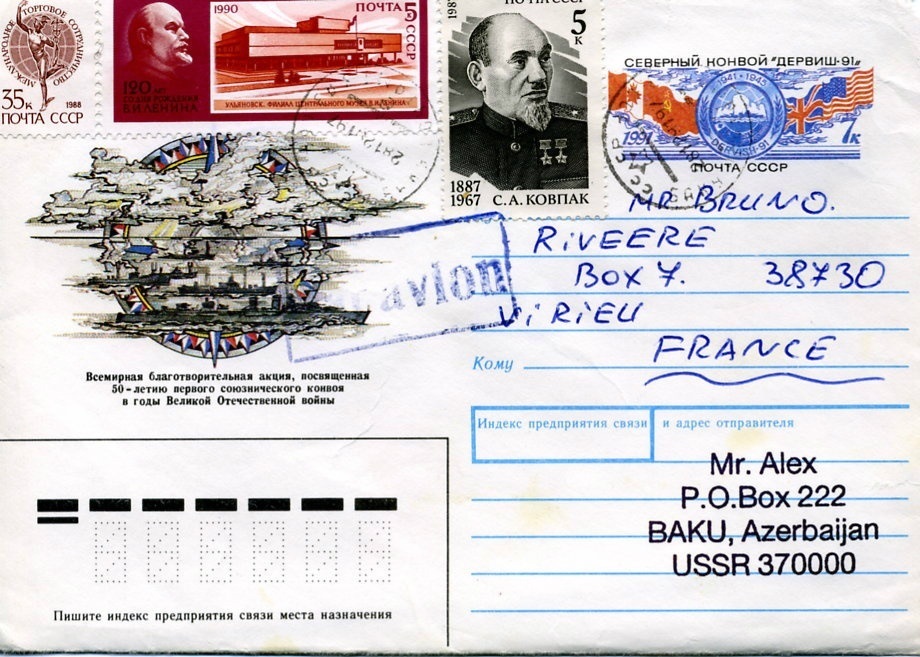 МЕЖДУНАРОДНОЕ ТОРГОВОЕ СОТРУДНИЧЕСТВО
35к
1988
ПОЧТА СССР
1990
ПОЧТА 5к
СССР
120 ЛЕТ
СО ДНЯ РОЖДЕНИЯ
В.И.ЛЕНИНА
УЛЬЯНОВСК. ФИЛИАЛ ЦЕНТРАЛЬНОГО МУЗЕЯ В.И.ЛЕНИНА
ПОЧТА СССР
5
к
1887
1967 С.А.КОВПАК
СЕВЕРНЫЙ КОНВОЙ "ДЕРВИШ-91"
1941-1945
DERVISH-91
1991
7к
ПОЧТА СССР
MR. BRUNO.
RIVEERE
BOX 7. 38730
VIRIEU
avion
Кому
FRANCE
Всемирная благотворительная акция, посвященная
50-летию первого союзнического конвоя
в годы Великой Отечественной войны
Индекс предприятия связи и адрес отправителя
Mr. Alex
P.O.Box 222
BAKU, Azerbaijan
USSR 370000
Пишите индекс предприятия связи места назначения